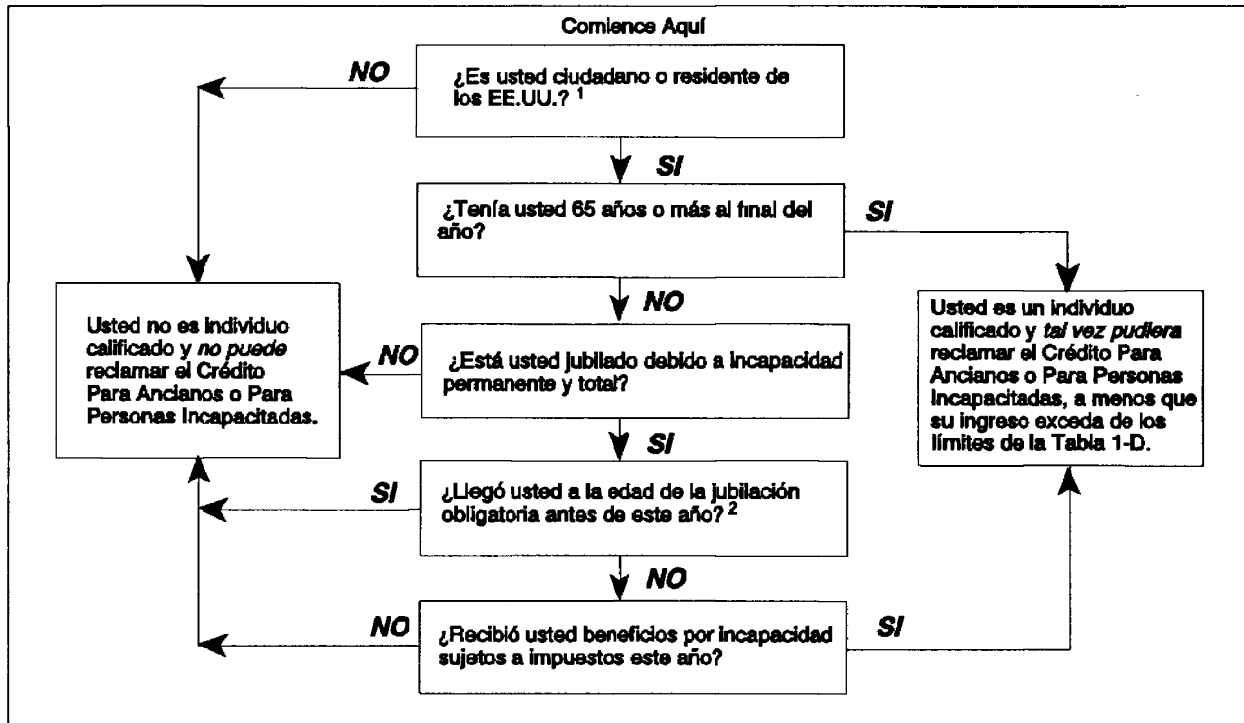 Comience Aquí
NO
¿Es usted ciudadano o residente de
los EE.UU.? 1
SI
¿Tenía usted 65 años o más al final del
año?
SI
NO
Usted no es individuo
calificado y no puede
reclamar el Crédito
Para Ancianos o Para
Personas Incapacitadas.
NO
¿Está usted jubilado debido a incapacidad
permanente y total?
Usted es un individuo
calificado y tal vez pudiera
reclamar el Crédito Para
Ancianos o Para Personas
Incapacitadas, a menos que
su ingreso exceda de los
límites de la Tabla 1-D.
SI
SI
¿Llegó usted a la edad de la jubilación
obligatoria antes de este año? 2
NO
NO
¿Recibió usted beneficios por incapacidad
sujetos a impuestos este año?
SI